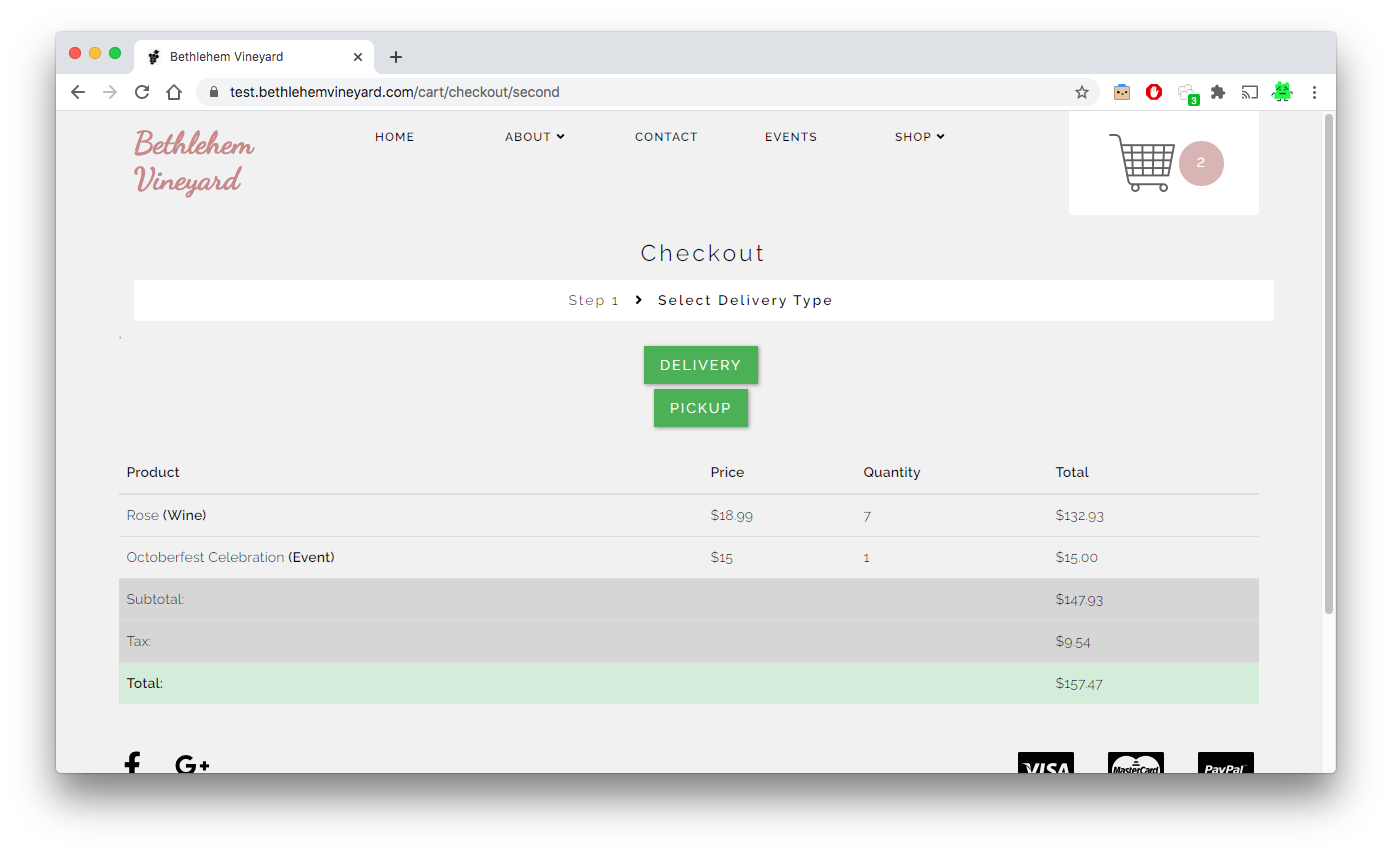 Bethlehem Vineyard
test.bethlehemvineyard.com/cart/checkout/second
3
Bethlehem
Vineyard
HOME ABOUT CONTACT EVENTS SHOP
2
Checkout
Step 1 Select Delivery Type
DELIVERY
PICKUP
Product Price Quantity Total
Rose (Wine) $18.99 7 $132.93
Octoberfest Celebration (Event) $15 1 $15.00
Subtotal: $147.93
Tax: $9.54
Total: $157.47
f G+ VISA MasterCard PayPal